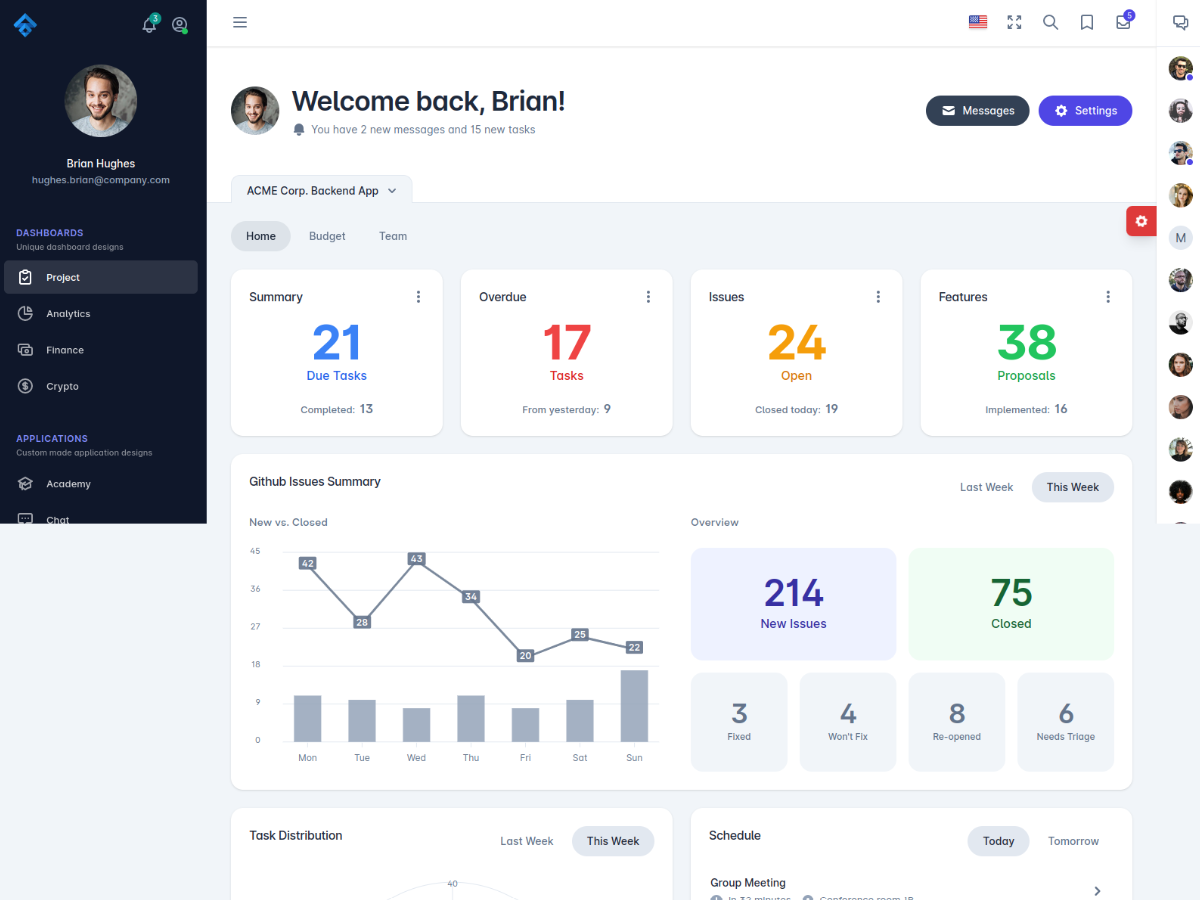 3
Brian Hughes
hughes.brian@company.com
DASHBOARDS
Unique dashboard designs
Project
Analytics
Finance
Crypto
APPLICATIONS
Custom made application designs
Academy
Chat
5
Welcome back, Brian!
You have 2 new messages and 15 new tasks
Messages
Settings
ACME Corp. Backend App
Home
Budget
Team
M
Summary
21
Due Tasks
Completed: 13
Overdue
17
Tasks
From yesterday: 9
Issues
24
Open
Closed today: 19
Features
38
Proposals
Implemented: 16
Github Issues Summary
Last Week
This Week
New vs. Closed
45
36
27
18
9
0
42
28
43
34
20
25
22
Mon
Tue
Wed
Thu
Fri
Sat
Sun
Overview
214
New Issues
75
Closed
3
Fixed
4
Won't Fix
8
Re-opened
6
Needs Triage
Task Distribution
Last Week
This Week
40
Schedule
Today
Tomorrow
Group Meeting
in 32 minutes
Conference room 1B